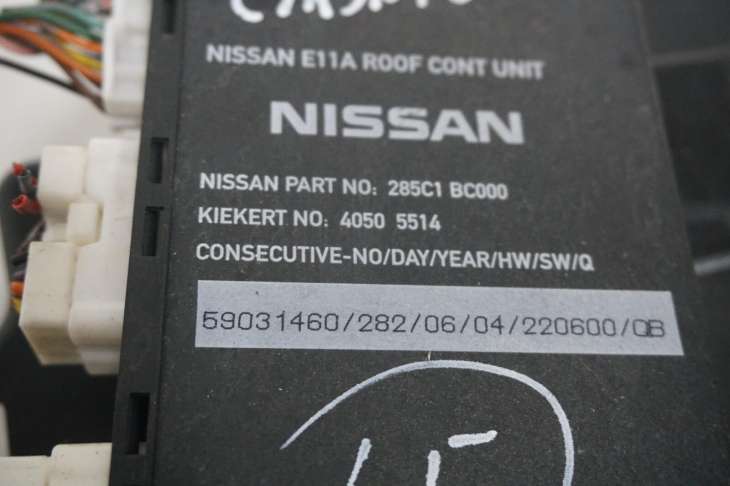 NISSAN E11A ROOF CONT UNIT
NISSAN
NISSAN PART NO: 285C1 BC000
KIEKERT NO: 4050 5514
CONSECUTIVE-NO/DAY/YEAR/HW/SW/Q
59031460/282/06/04/220600/QB